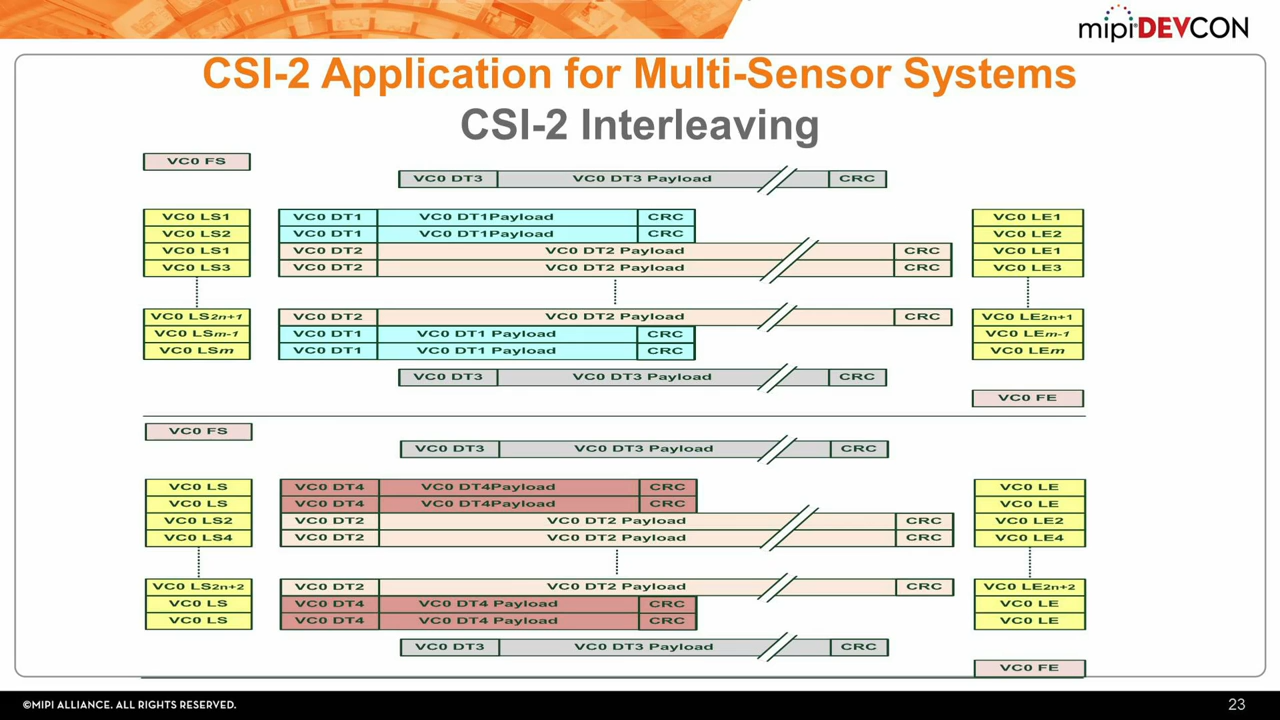 mipi DEVCON
CSI-2 Application for Multi-Sensor Systems
CSI-2 Interleaving
VC0 FS
VC0 DT3 VC0 DT3 Payload CRC
VC0 LS1 VC0 DT1 VC0 DT1Payload CRC VC0 LE1
VC0 LS2 VC0 DT1 VC0 DT1Payload CRC VC0 LE2
VC0 LS1 VC0 DT2 VC0 DT2 Payload CRC VC0 LE1
VC0 LS3 VC0 DT2 VC0 DT2 Payload CRC VC0 LE3
VC0 LS2n+1 VC0 DT2 VC0 DT2 Payload CRC VC0 LE2n+1
VC0 LSm-1 VC0 DT1 VC0 DT1 Payload CRC VC0 LEm-1
VC0 LSm VC0 DT1 VC0 DT1 Payload CRC VC0 LEm
VC0 DT3 VC0 DT3 Payload CRC
VC0 FE
VC0 FS
VC0 DT3 VC0 DT3 Payload CRC
VC0 LS VC0 DT4 VC0 DT4Payload CRC VC0 LE
VC0 LS VC0 DT4 VC0 DT4Payload CRC VC0 LE
VC0 LS2 VC0 DT2 VC0 DT2 Payload CRC VC0 LE2
VC0 LS4 VC0 DT2 VC0 DT2 Payload CRC VC0 LE4
VC0 LS2n+2 VC0 DT2 VC0 DT2 Payload CRC VC0 LE2n+2
VC0 LS VC0 DT4 VC0 DT4 Payload CRC VC0 LE
VC0 LS VC0 DT4 VC0 DT4 Payload CRC VC0 LE
VC0 DT3 VC0 DT3 Payload CRC
VC0 FE
©MIPI ALLIANCE. ALL RIGHTS RESERVED. 23